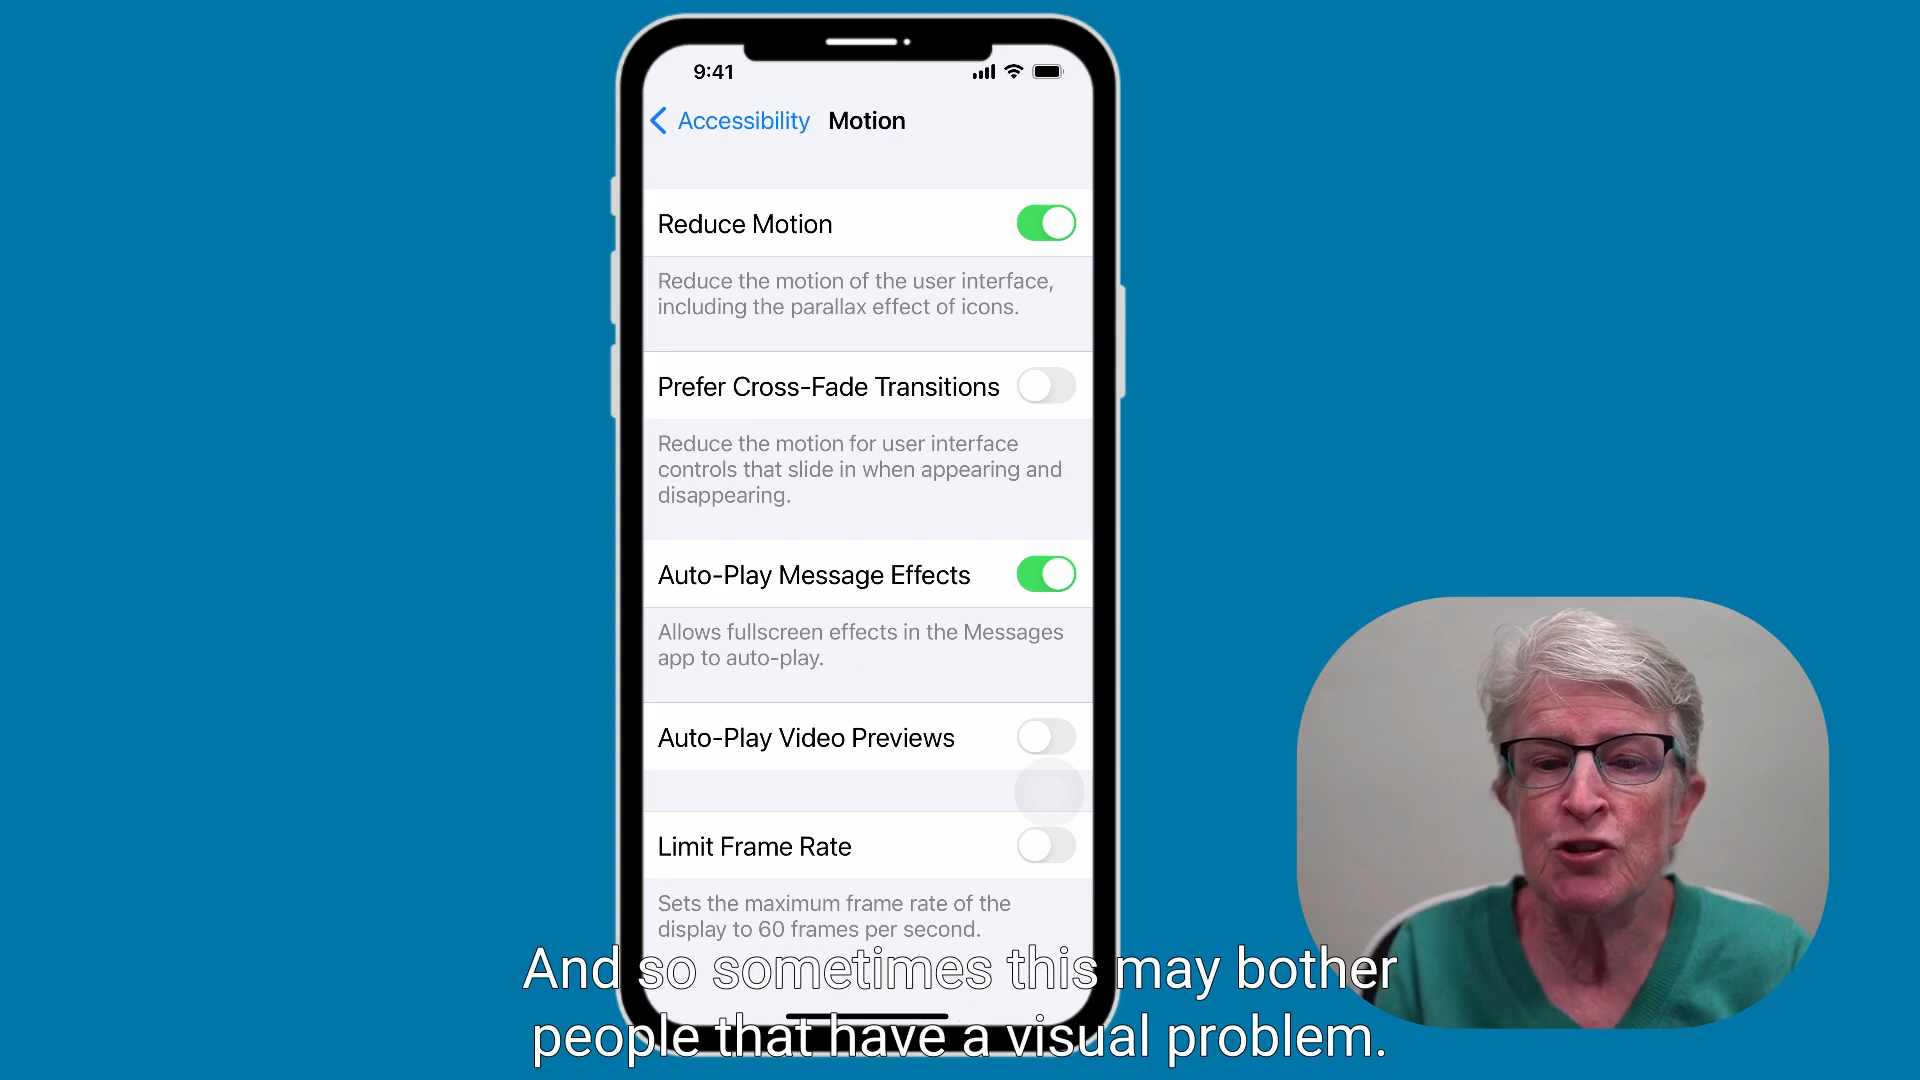 9:41
Accessibility Motion
Reduce Motion
Reduce the motion of the user interface,
including the parallax effect of icons.
Prefer Cross-Fade Transitions
Reduce the motion for user interface
controls that slide in when appearing and
disappearing.
Auto-Play Message Effects
Allows fullscreen effects in the Messages
app to auto-play.
Auto-Play Video Previews
Limit Frame Rate
Sets the maximum frame rate of the
display to 60 frames per second.
And so sometimes this may bother
people that have a visual problem.